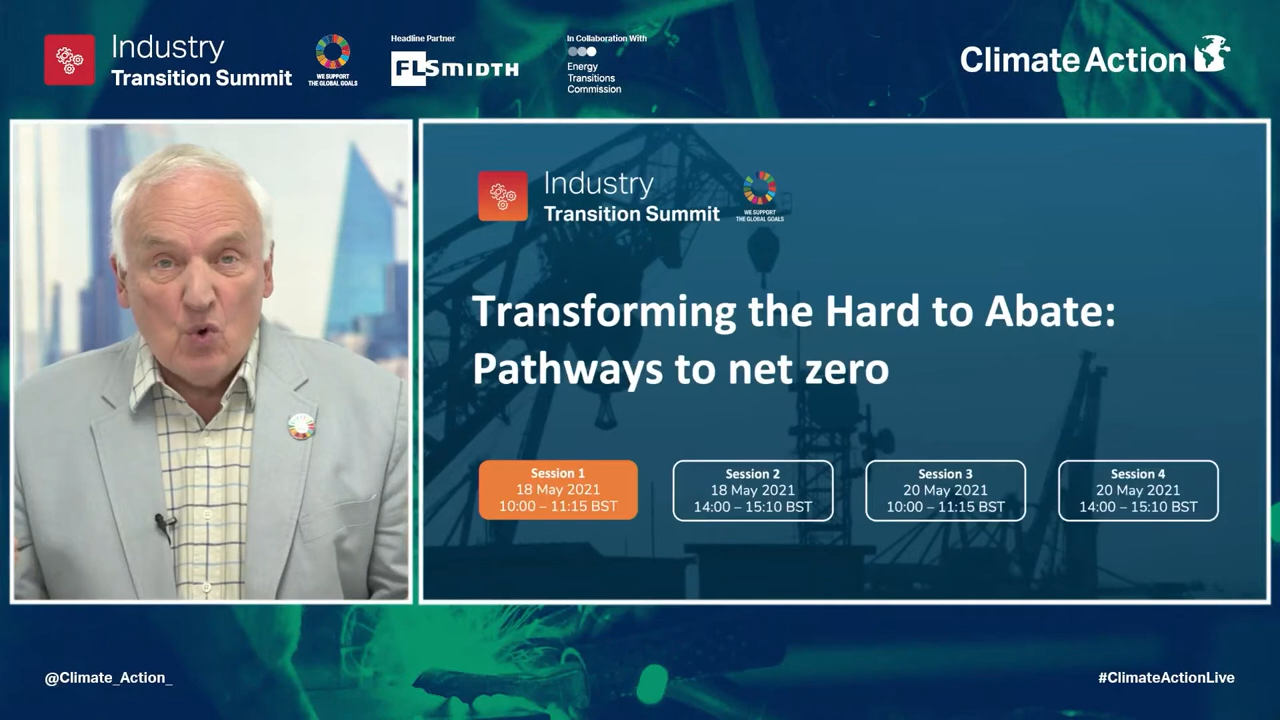 Industry
Transition Summit
WE SUPPORT
THE GLOBAL GOALS
Headline Partner
FLSMIDTH
In Collaboration With
Energy
Transitions
Commission
Climate Action
Industry
Transition Summit
WE SUPPORT
THE GLOBAL GOALS
Transforming the Hard to Abate:
Pathways to net zero
Session 1
18 May 2021
10:00 – 11:15 BST
Session 2
18 May 2021
14:00 – 15:10 BST
Session 3
20 May 2021
10:00 – 11:15 BST
Session 4
20 May 2021
14:00 – 15:10 BST
@Climate_Action_
#ClimateActionLive